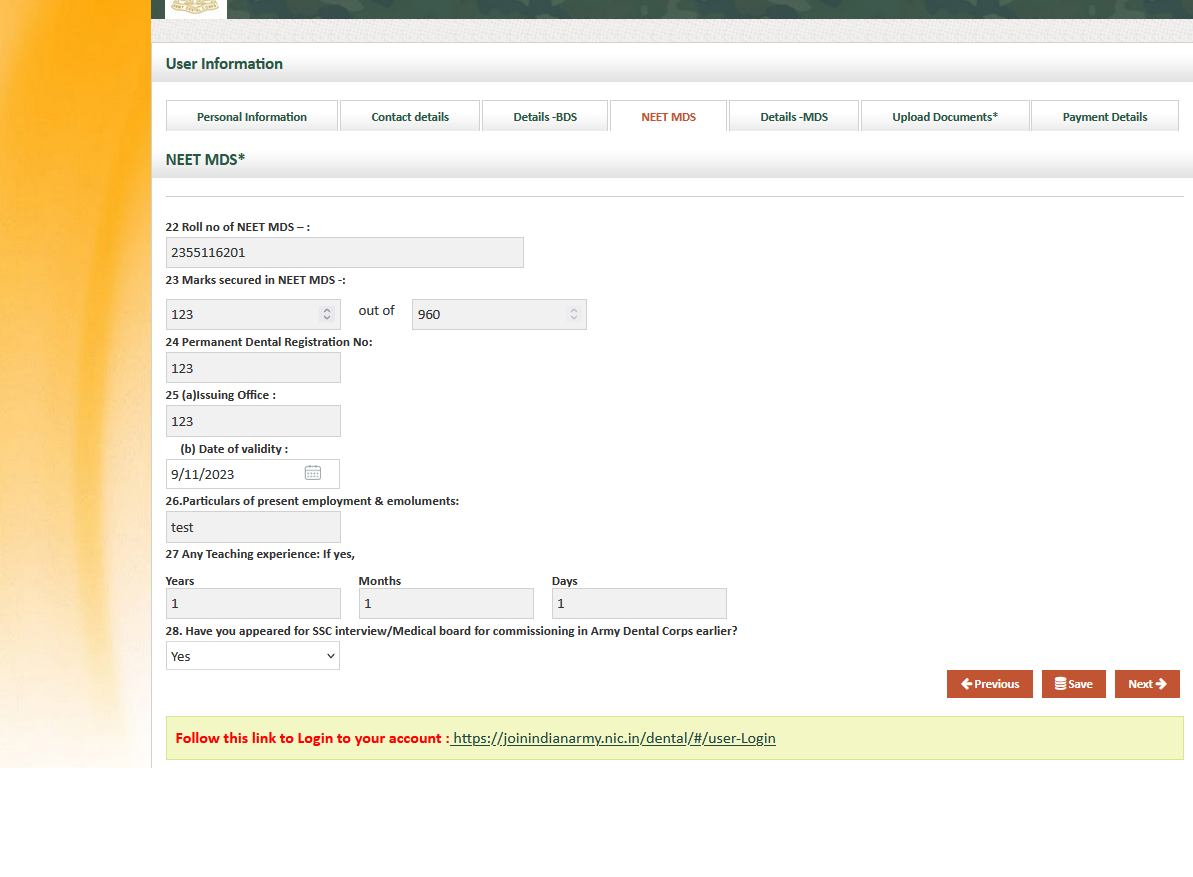 ARMY DENTAL CORPS
User Information
Personal Information Contact details Details -BDS NEET MDS Details -MDS Upload Documents* Payment Details
NEET MDS*
22 Roll no of NEET MDS – :
2355116201
23 Marks secured in NEET MDS -:
123 out of 960
24 Permanent Dental Registration No:
123
25 (a)Issuing Office :
123
(b) Date of validity :
9/11/2023
26.Particulars of present employment & emoluments:
test
27 Any Teaching experience: If yes,
Years Months Days
1 1 1
28. Have you appeared for SSC interview/Medical board for commissioning in Army Dental Corps earlier?
Yes
Previous Save Next
Follow this link to Login to your account : https://joinindianarmy.nic.in/dental/#/user-Login